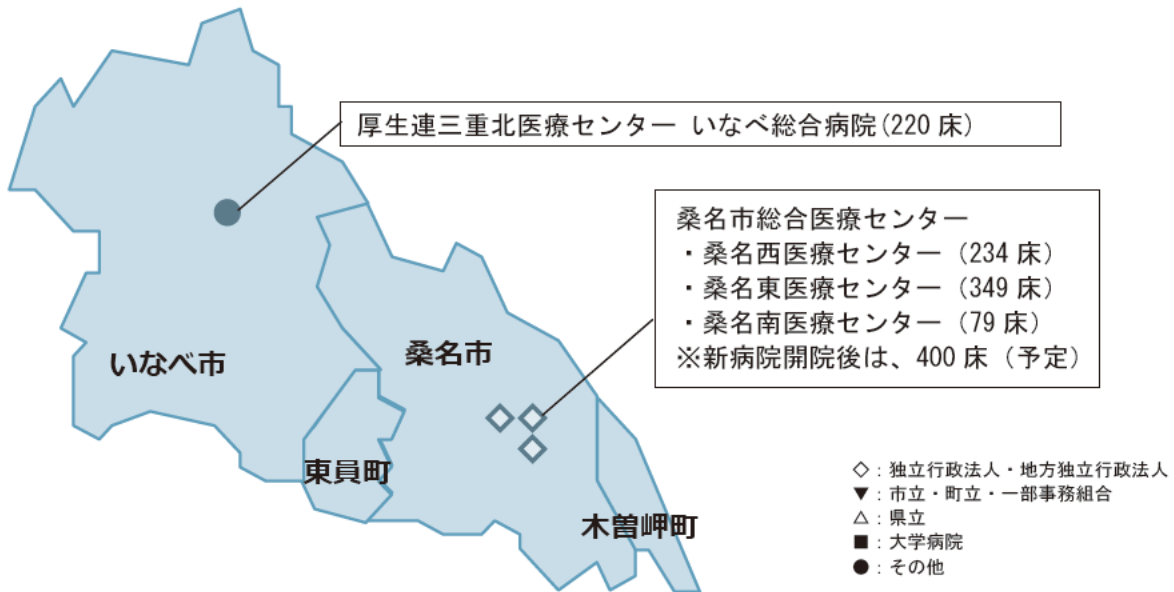 厚生連三重北医療センター いなべ総合病院(220 床)
桑名市総合医療センター
・桑名西医療センター（234 床）
・桑名東医療センター（349 床）
・桑名南医療センター（79 床）
※新病院開院後は、400 床（予定）
いなべ市
桑名市
東員町
木曽岬町
◇：独立行政法人・地方独立行政法人
▼：市立・町立・一部事務組合
△：県立
■：大学病院
●：その他